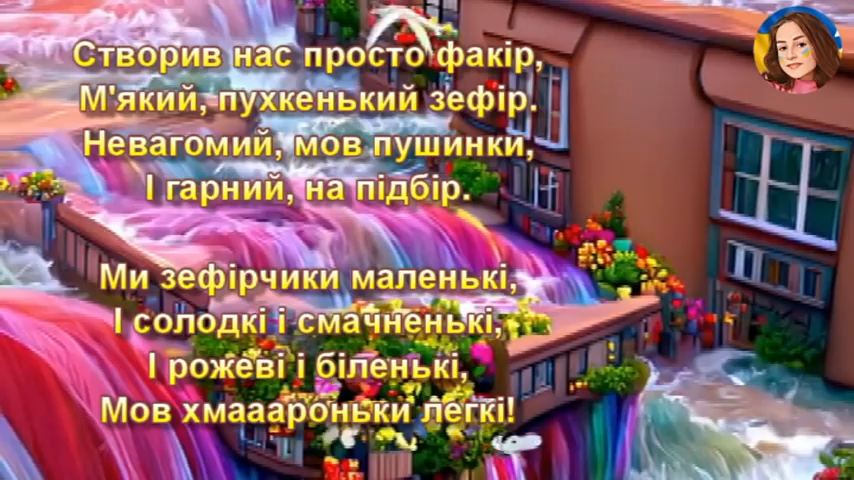 Створив нас просто факір,
М'який, пухкенький зефір.
Невагомий, мов пушинки,
І гарний, на підбір.
Ми зефірчики маленькі,
І солодкі і смачненькі,
І рожеві і біленькі,
Мов хмааароньки легкі!